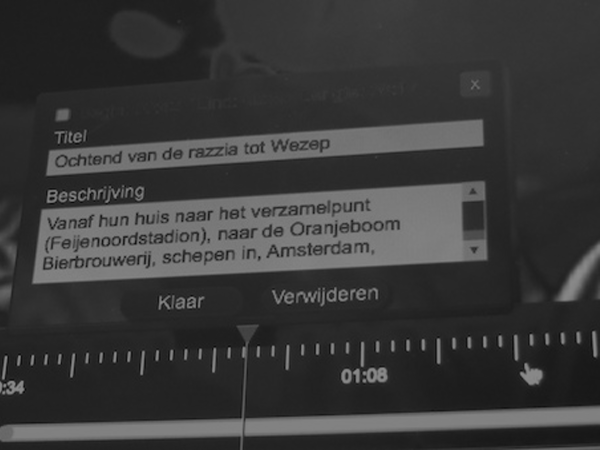 x
Titel
Ochtend van de razzia tot Wezep
Beschrijving
Vanaf hun huis naar het verzamelpunt
(Feijenoordstadion), naar de Oranjeboom
Bierbrouwerij, schepen in, Amsterdam,
Klaar Verwijderen
:34 01:08